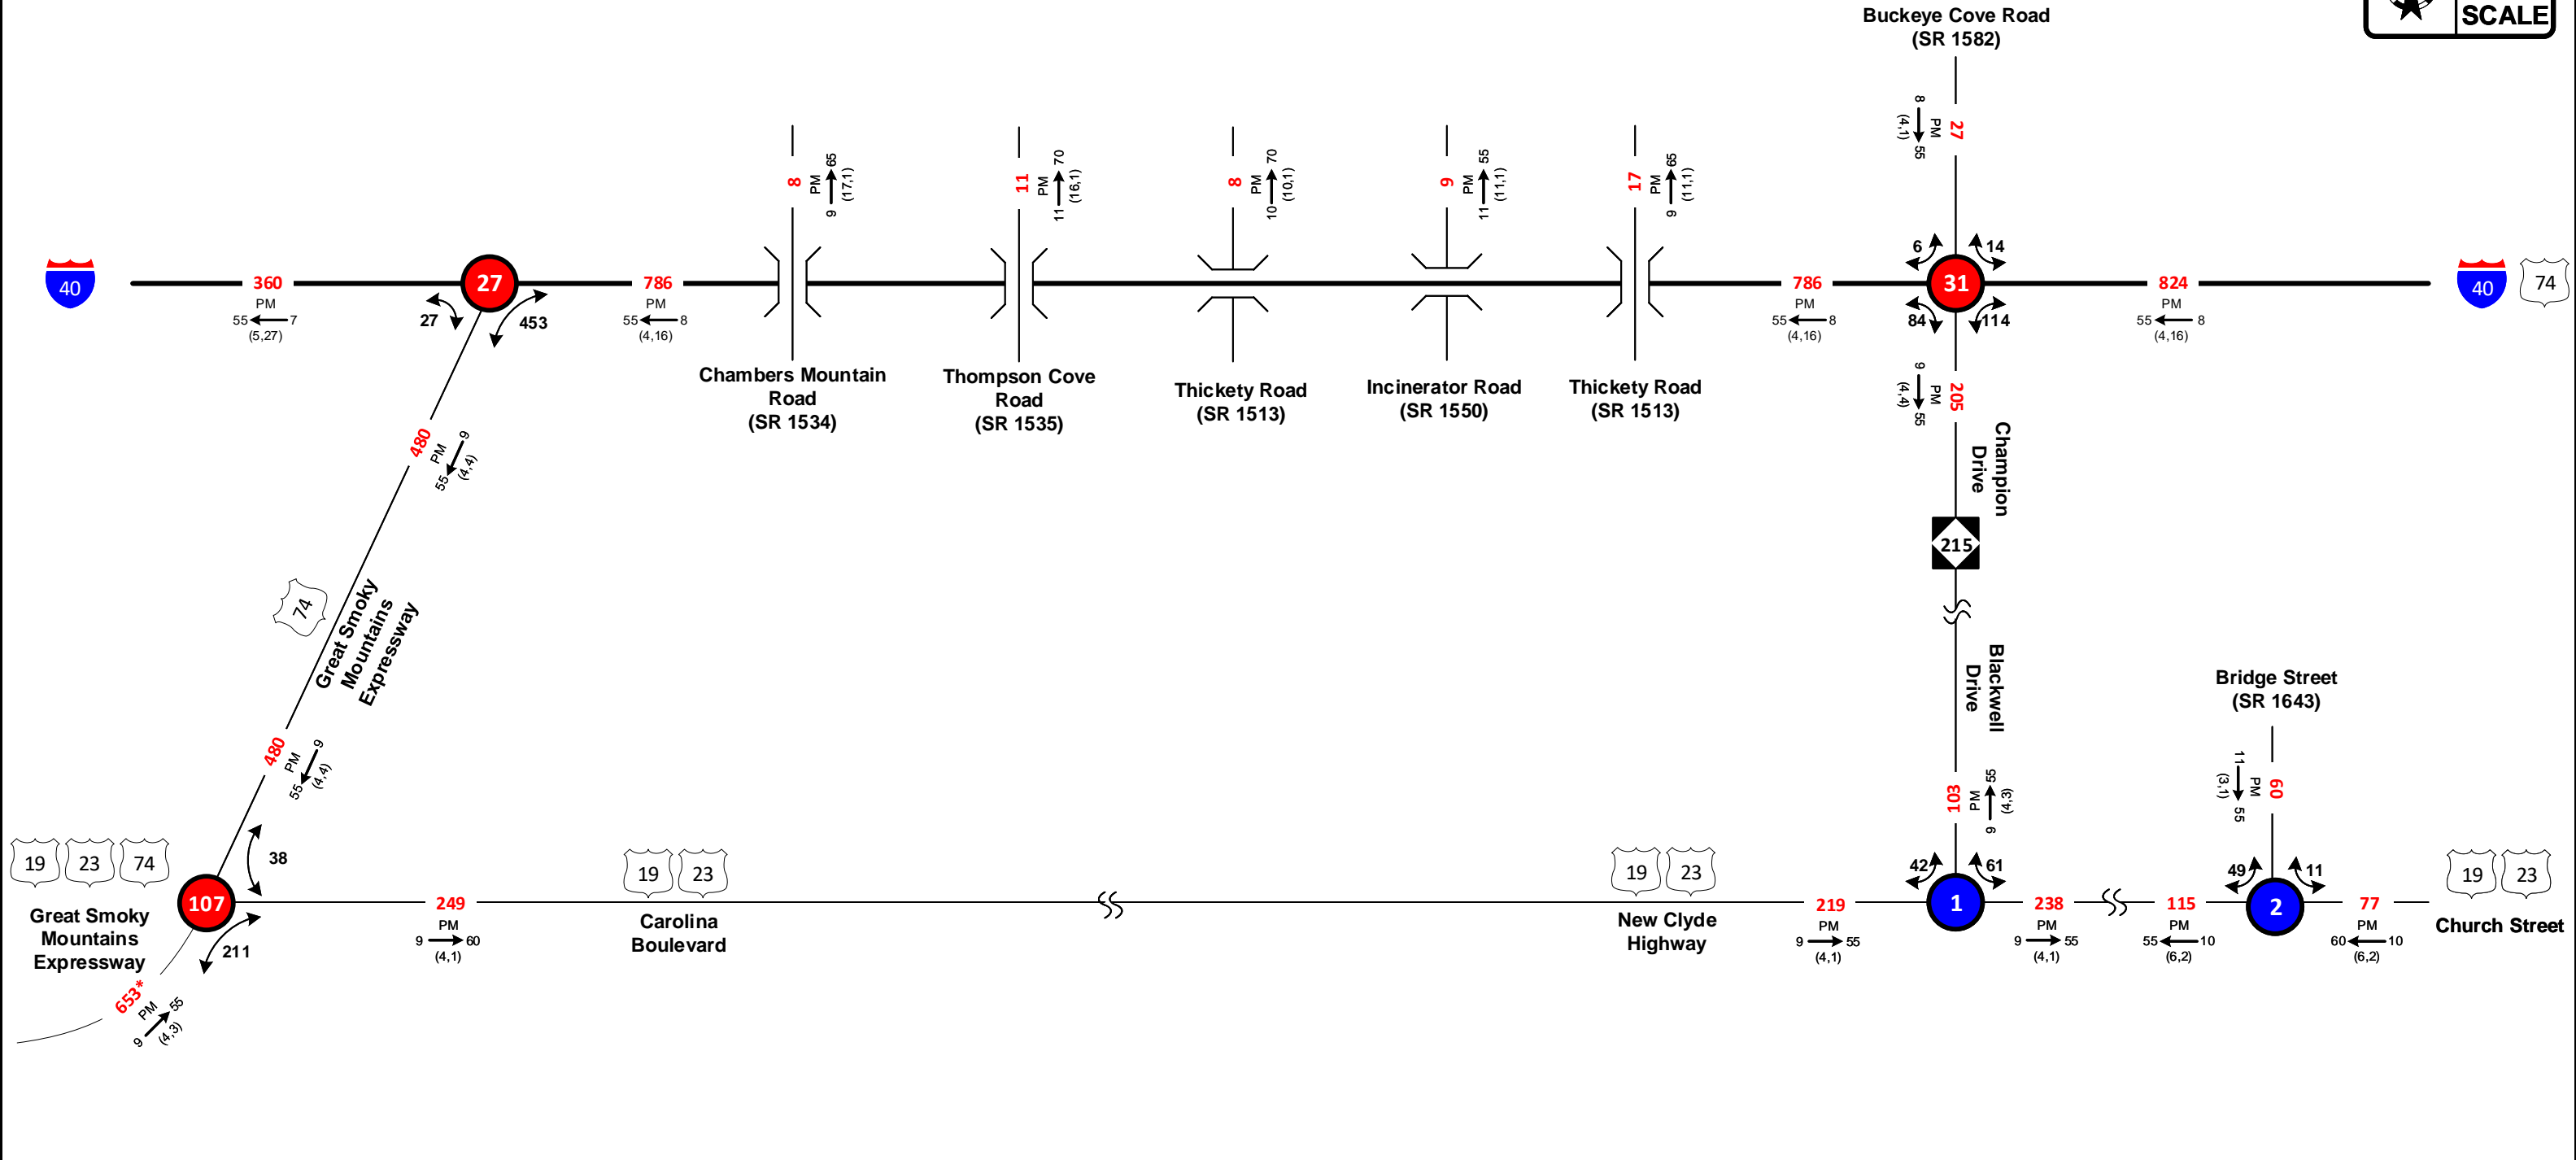 SCALE
Buckeye Cove Road
(SR 1582)
8
55
(4,1)
PM
27
8
PM
9
65
(17,1)
11
PM
11
70
(16,1)
8
PM
10
70
(10,1)
9
PM
11
55
(11,1)
17
PM
9
65
(11,1)
40
360
PM
55
7
(5,27)
27
27
453
786
PM
55
8
(4,16)
786
PM
55
8
(4,16)
6
14
31
84
114
824
PM
55
8
(4,16)
40
74
Chambers Mountain
Road
(SR 1534)
Thompson Cove
Road
(SR 1535)
Thickety Road
(SR 1513)
Incinerator Road
(SR 1550)
Thickety Road
(SR 1513)
9
55
(4,4)
PM
205
Champion
Drive
215
480
PM
9
55
(4,4)
74
Great Smoky
Mountains
Expressway
480
PM
9
55
(4,4)
Blackwell
Drive
103
PM
9
55
(4,3)
Bridge Street
(SR 1643)
11
55
(3,1)
PM
60
19
23
74
107
38
211
Great Smoky
Mountains
Expressway
653*
PM
9
55
(4,3)
249
PM
9
60
(4,1)
19
23
Carolina
Boulevard
19
23
New Clyde
Highway
219
PM
9
55
(4,1)
42
61
1
238
PM
9
55
(4,1)
115
PM
55
10
(6,2)
49
11
2
77
PM
60
10
(6,2)
19
23
Church Street